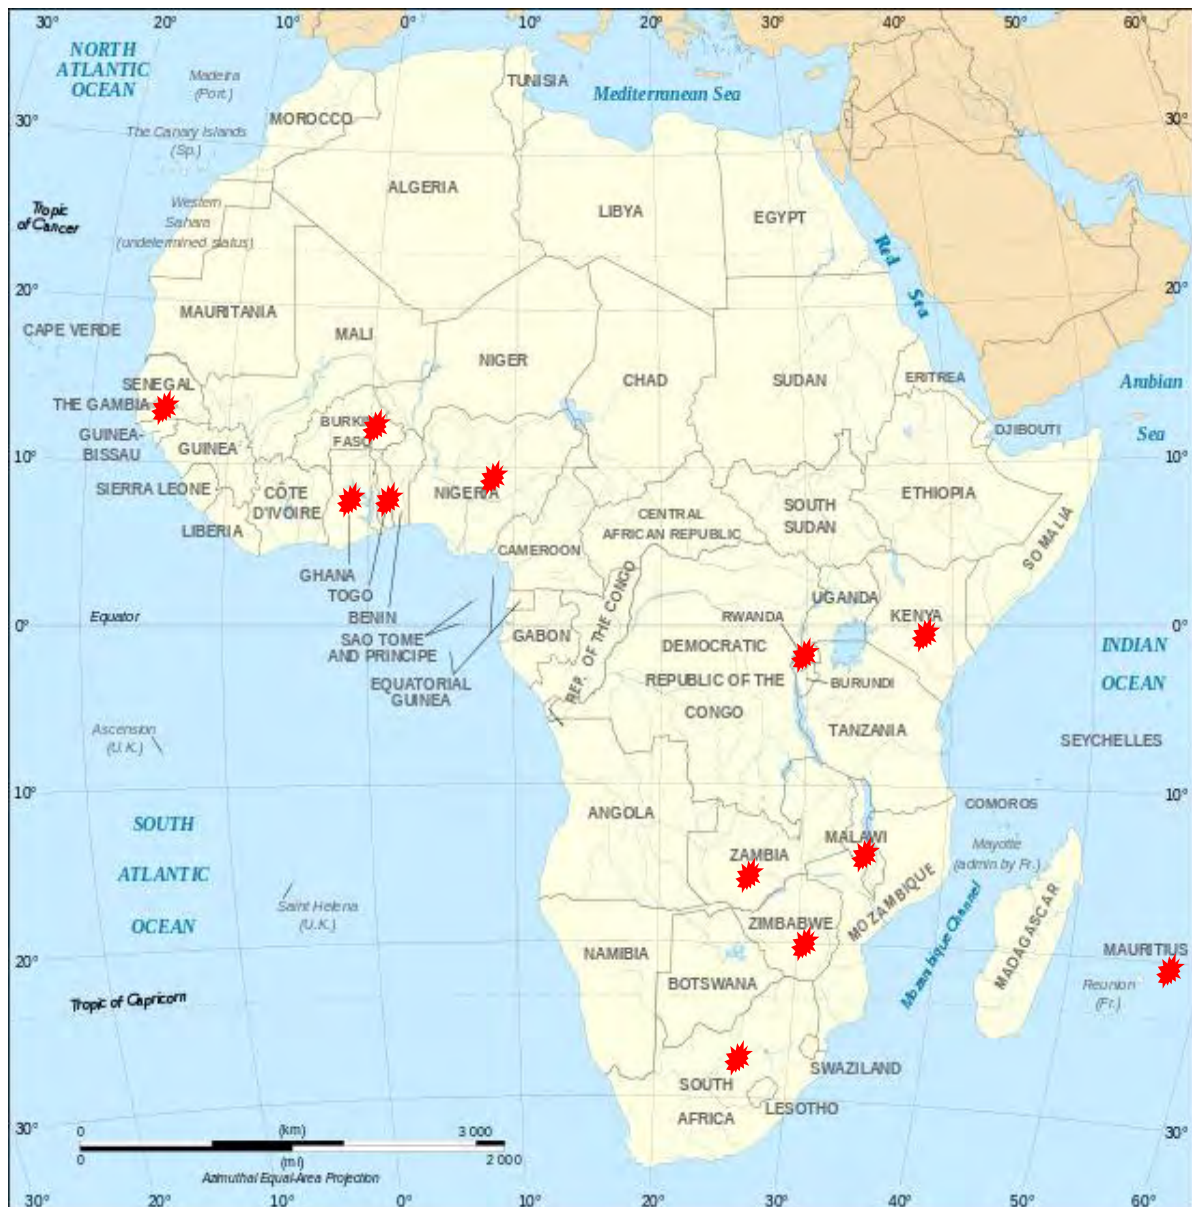 30°
20°
10°
0°
10°
20°
30°
40°
50°
60°
NORTH
ATLANTIC
OCEAN
Madeira
(Port.)
TUNISIA
Mediterranean Sea
30°
MOROCCO
30°
The Canary Islands
(Sp.)
ALGERIA
LIBYA
EGYPT
Western
Sahara
(undetermined status)
Tropic
of Cancer
Red
Sea
20°
20°
CAPE VERDE
MAURITANIA
MALI
NIGER
CHAD
SUDAN
ERITREA
Arabian
Sea
SENEGAL
THE GAMBIA
GUINEA-
BISSAU
GUINEA
BURKI
FASO
DJIBOUTI
10°
10°
SIERRA LEONE
CÔTE
D'IVOIRE
NIGERIA
ETHIOPIA
LIBERIA
CENTRAL
AFRICAN REPUBLIC
SOUTH
SUDAN
SOMALIA
CAMEROON
GHANA
TOGO
BENIN
SAO TOME
AND PRINCIPE
EQUATORIAL
GUINEA
Equator
0°
GABON
REP. OF THE CONGO
UGANDA
KENYA
RWANDA
0°
DEMOCRATIC
REPUBLIC OF THE
CONGO
BURUNDI
INDIAN
OCEAN
TANZANIA
SEYCHELLES
Ascension
(U.K.)
10°
10°
SOUTH
ATLANTIC
OCEAN
ANGOLA
COMOROS
MALAWI
Mayotte
(admin by Fr.)
ZAMBIA
Saint Helena
(U.K.)
ZIMBABWE
MOZAMBIQUE
Mozambique Channel
MADAGASCAR
MAURITIUS
NAMIBIA
BOTSWANA
Reunion
(Fr.)
20°
20°
Tropic of Capricorn
SOUTH
AFRICA
SWAZILAND
LESOTHO
30°
30°
0
(km)
3 000
0
(mi)
2 000
Azimuthal Equal-Area Projection
30°
20°
10°
0°
10°
20°
30°
40°
50°
60°